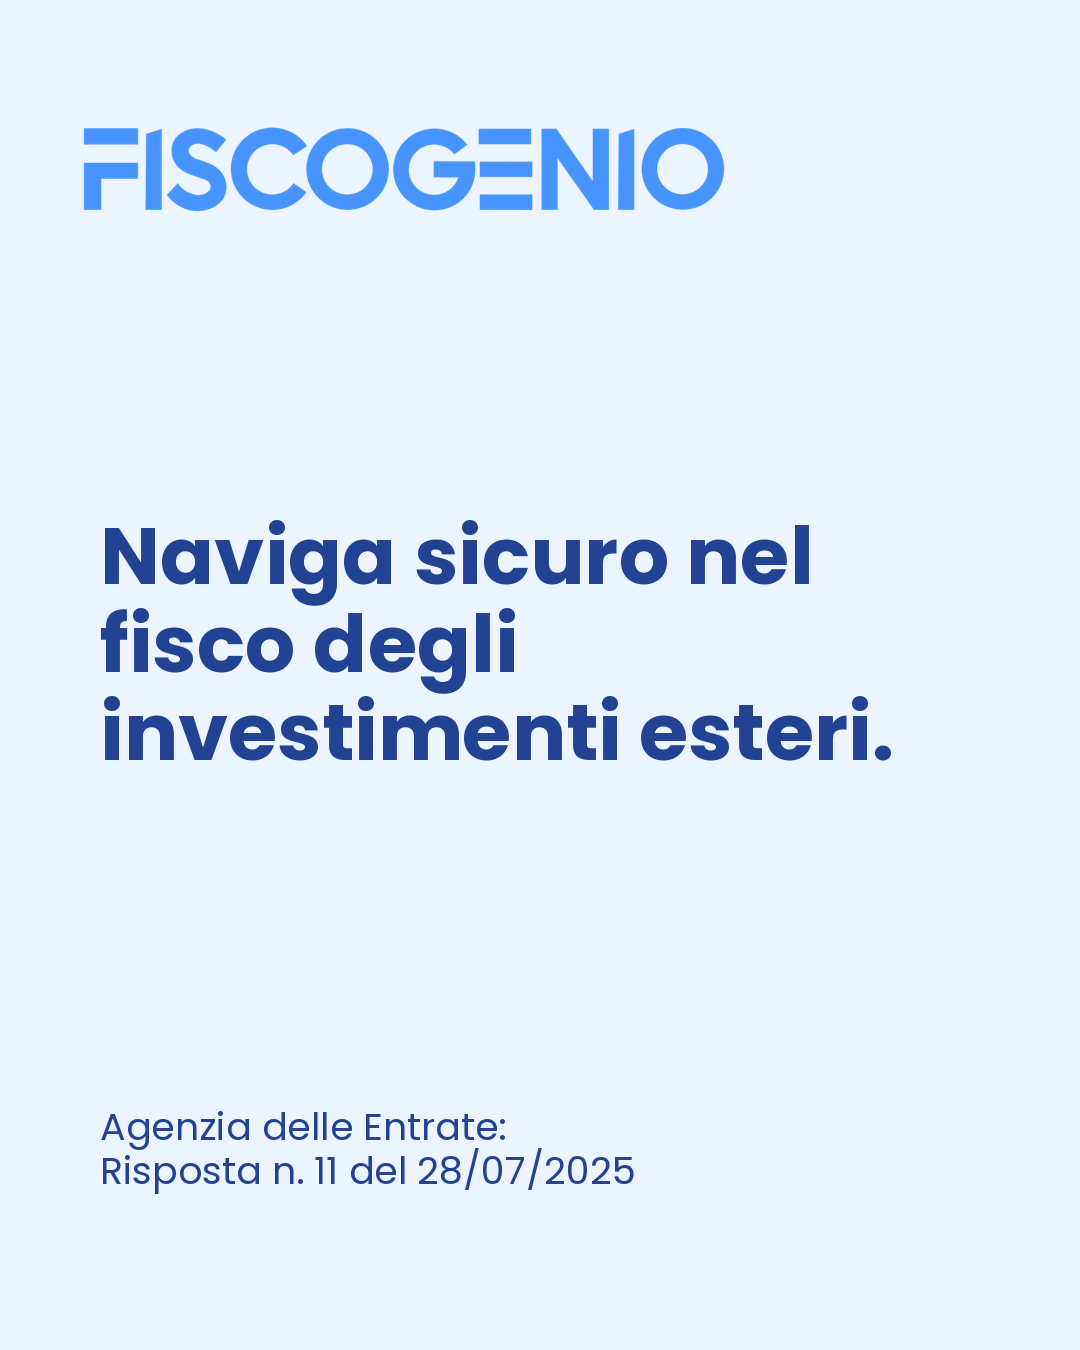 FISCOGENIO
Naviga sicuro nel
fisco degli
investimenti esteri.
Agenzia delle Entrate:
Risposta n. 11 del 28/07/2025